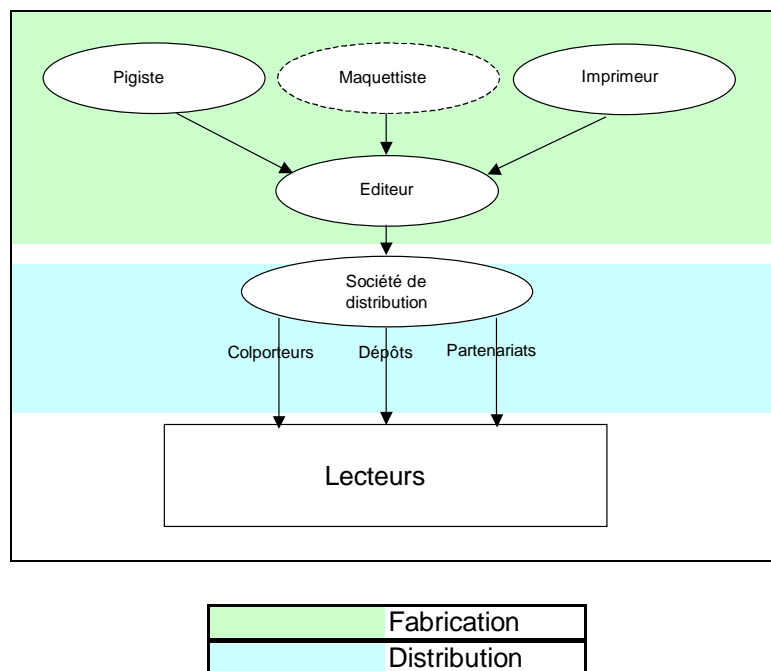 Pigiste
Maquettiste
Imprimeur
Editeur
Société de
distribution
Colporteurs
Dépôts
Partenariats
Lecteurs
Fabrication
Distribution